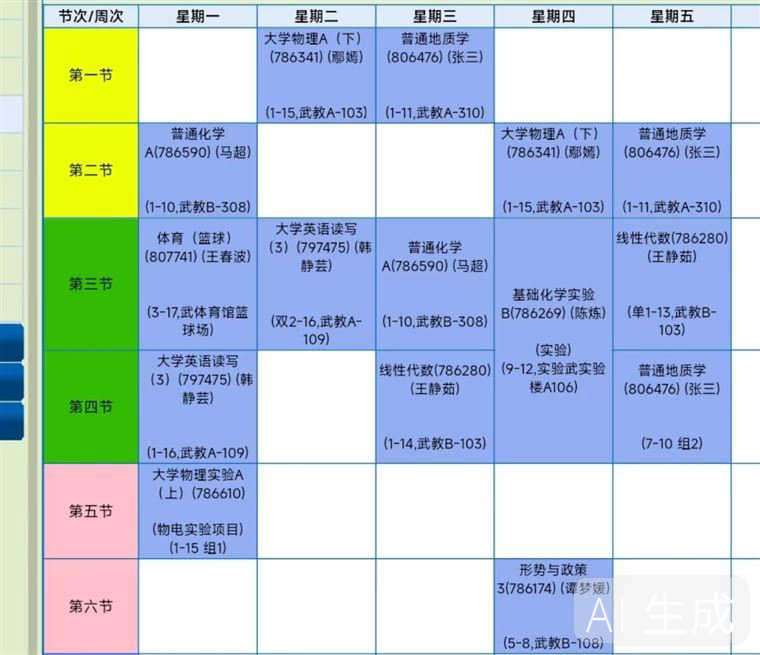 节次/周次 星期一 星期二 星期三 星期四 星期五
第一节
大学物理A（下）
(786341) (鄢嫣)
(1-15,武教A-103)
普通地质学
(806476) (张三)
(1-11,武教A-310)
第二节
普通化学
A(786590) (马超)
(1-10,武教B-308)
大学物理A（下）
(786341) (鄢嫣)
(1-15,武教A-103)
普通地质学
(806476) (张三)
(1-11,武教A-310)
第三节
体育（篮球）
(807741) (王春波)
(3-17,武体育馆篮
球场)
大学英语读写
（3）(797475) (韩
静芸)
(双2-16,武教A-
109)
普通化学
A(786590) (马超)
(1-10,武教B-308)
基础化学实验
B(786269) (陈炼)
(实验)
(9-12,实验武实验
楼A106)
线性代数(786280)
(王静茹)
(单1-13,武教B-
103)
第四节
大学英语读写
（3）(797475) (韩
静芸)
(1-16,武教A-109)
线性代数(786280)
(王静茹)
(1-14,武教B-103)
普通地质学
(806476) (张三)
(7-10 组2)
第五节
大学物理实验A
（上）(786610)
(物电实验项目)
(1-15 组1)
第六节
形势与政策
3(786174) (谭梦媛)
(5-8,武教B-108)
AI 生成